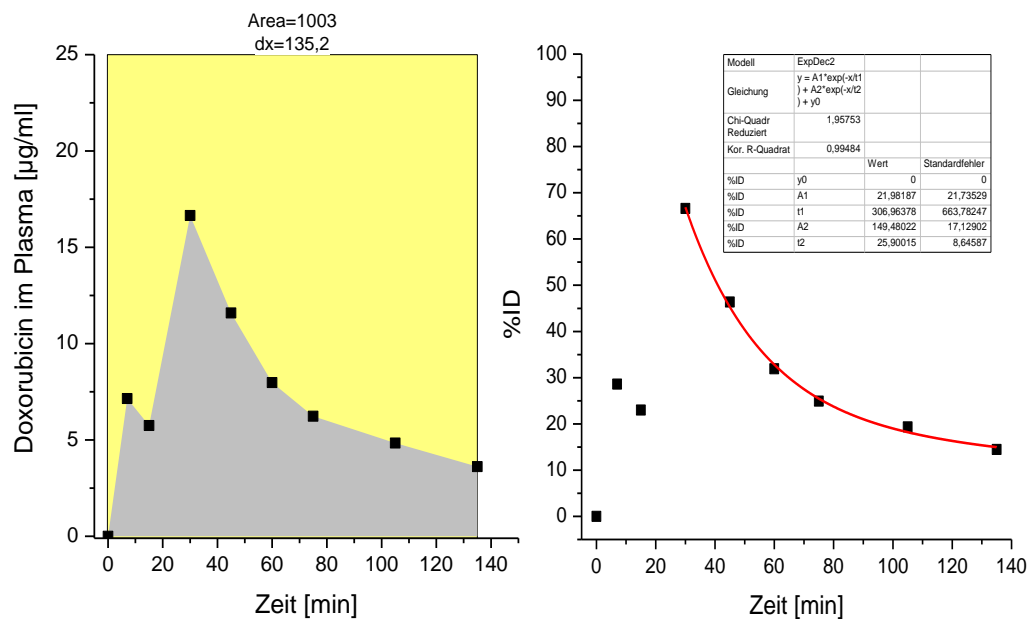 Area=1003
dx=135,2
25
20
15
10
5
0
Doxorubicin im Plasma [µg/ml]
0 20 40 60 80 100 120 140
Zeit [min]
100
90
80
70
60
50
40
30
20
10
0
%ID
0 20 40 60 80 100 120 140
Zeit [min]
Modell ExpDec2
Gleichung y = A1*exp(-x/t1
) + A2*exp(-x/t2
) + y0
Chi-Quadr
Reduziert 1,95753
Kor. R-Quadrat 0,99484
Wert Standardfehler
%ID y0 0 0
%ID A1 21,98187 21,73529
%ID t1 306,96378 663,78247
%ID A2 149,48022 17,12902
%ID t2 25,90015 8,64587